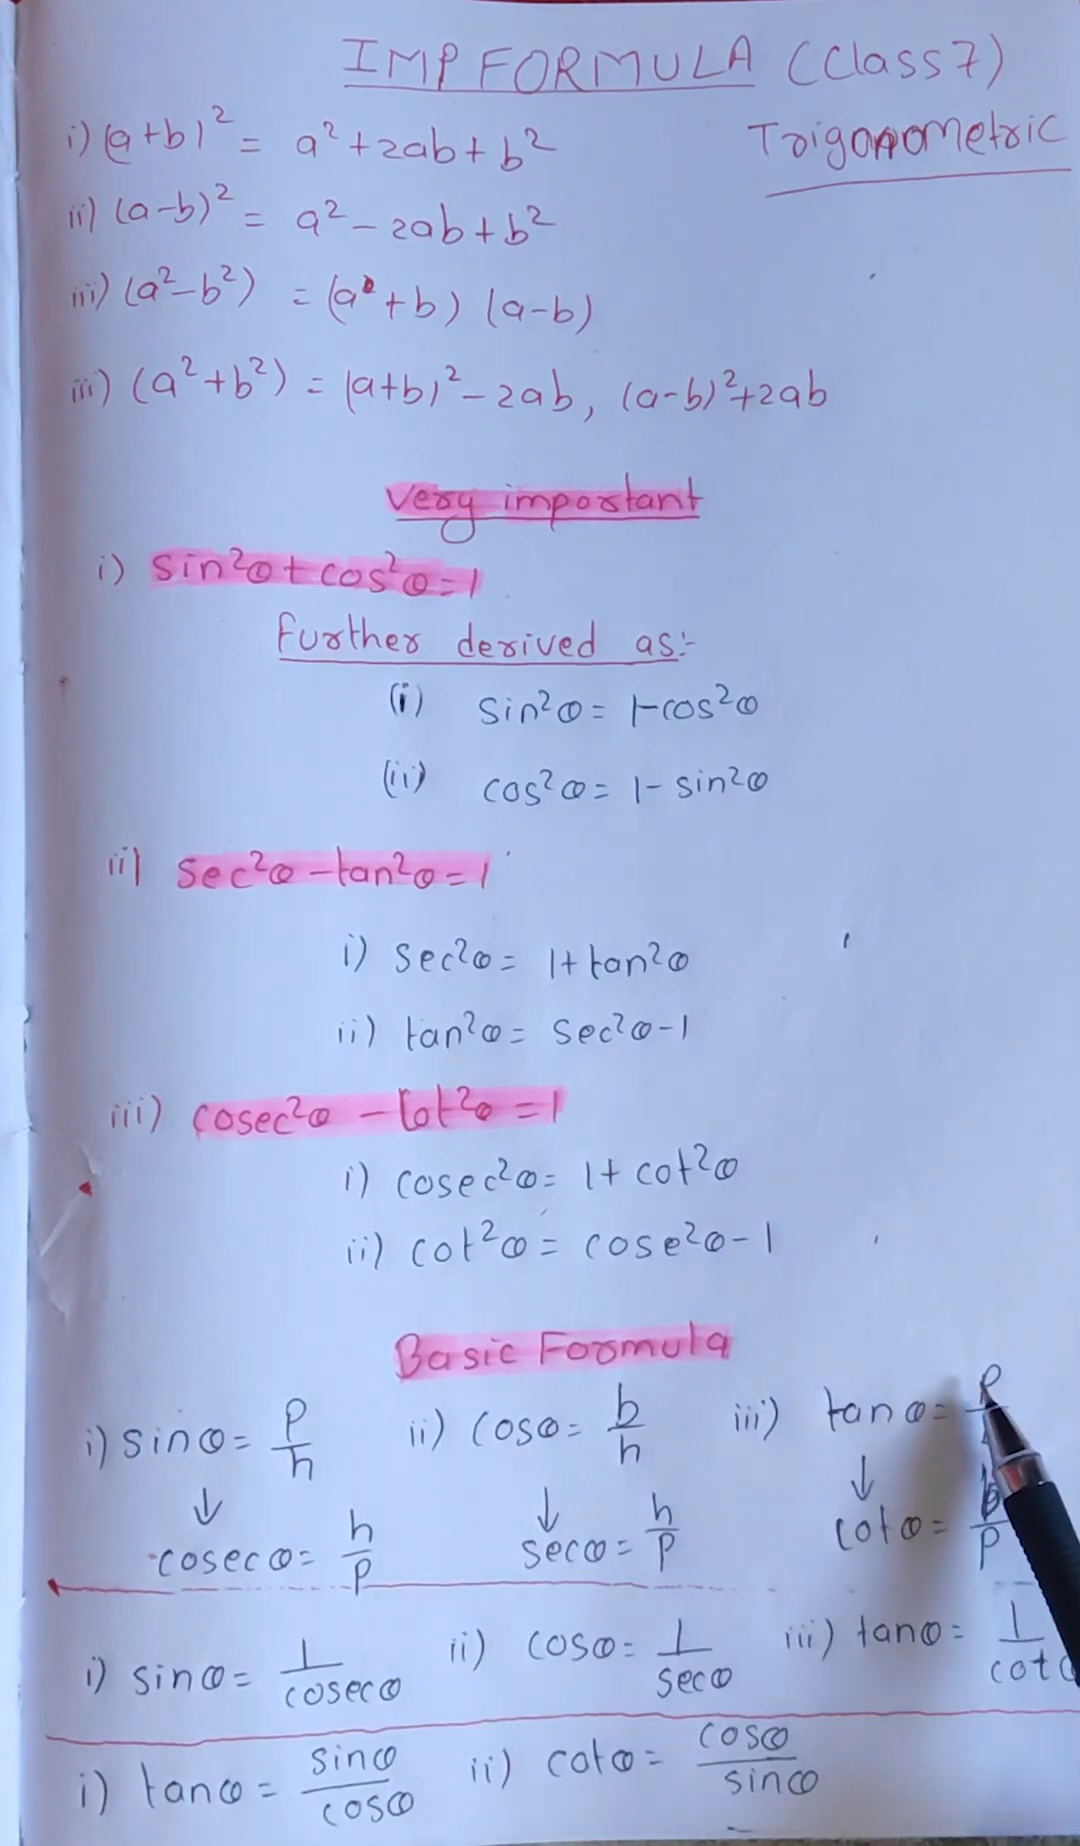 IMP FORMULA (Class 7)
Trigonometric
i) (a+b)² = a² + 2ab + b²
ii) (a-b)² = a² - 2ab + b²
iii) (a²-b²) = (a + b) (a-b)
iii) (a²+b²) = (a+b)² - 2ab, (a-b)²+2ab
Very important
i) sin²θ + cos²θ = 1
Further derived as:-
(i) sin²θ = 1-cos²θ
(ii) cos²θ = 1- sin²θ
ii) sec²θ - tan²θ = 1
i) sec²θ = 1+ tan²θ
ii) tan²θ = sec²θ - 1
iii) cosec²θ - cot²θ = 1
i) cosec²θ = 1+ cot²θ
ii) cot²θ = cose²θ - 1
Basic Formula
i) sinθ = p/h ii) cosθ = b/h iii) tanθ = p/
↓ ↓ ↓
cosecθ = h/p secθ = h/p cotθ = b/p
i) sinθ = 1/cosecθ ii) cosθ = 1/secθ iii) tanθ = 1/cotθ
i) tanθ = sinθ/cosθ ii) cotθ = cosθ/sinθ